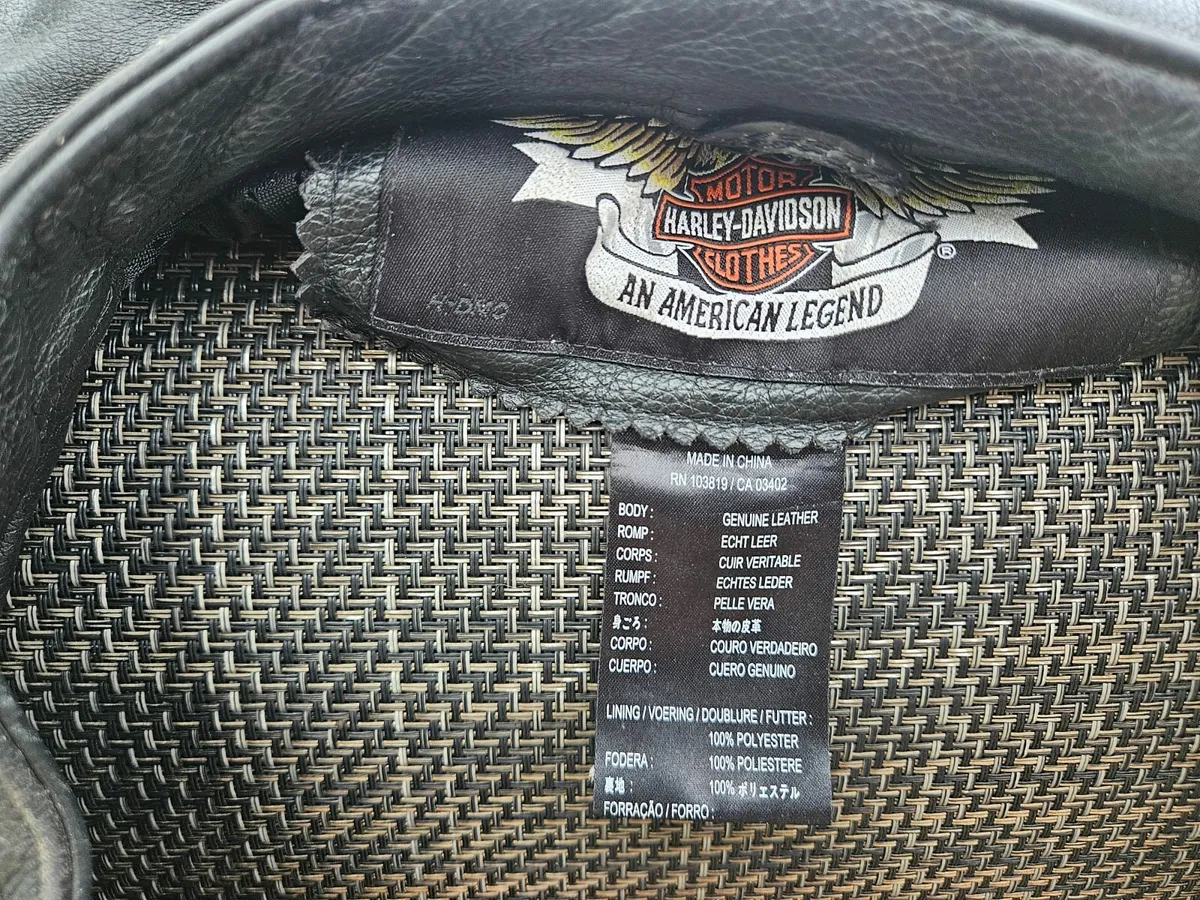 MOTOR
HARLEY-DAVIDSON
CLOTHES
®
AN AMERICAN LEGEND
MADE IN CHINA
RN 103819 / CA 03402
BODY : GENUINE LEATHER
ROMP : ECHT LEER
CORPS : CUIR VERITABLE
RUMPF : ECHTES LEDER
TRONCO : PELLE VERA
身ごろ : 本物の皮革
CORPO : COURO VERDADEIRO
CUERPO : CUERO GENUINO
LINING / VOERING / DOUBLURE / FUTTER :
100% POLYESTER
FODERA : 100% POLIESTERE
裏地 : 100% ポリエステル
FORRAÇÃO / FORRO :